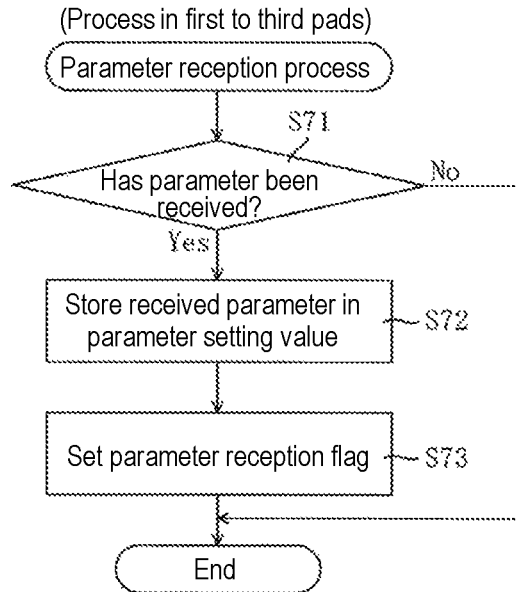 (Process in first to third pads)
Parameter reception process
S71
No
Has parameter been
received?
Yes
Store received parameter in
parameter setting value
S72
Set parameter reception flag
S73
End